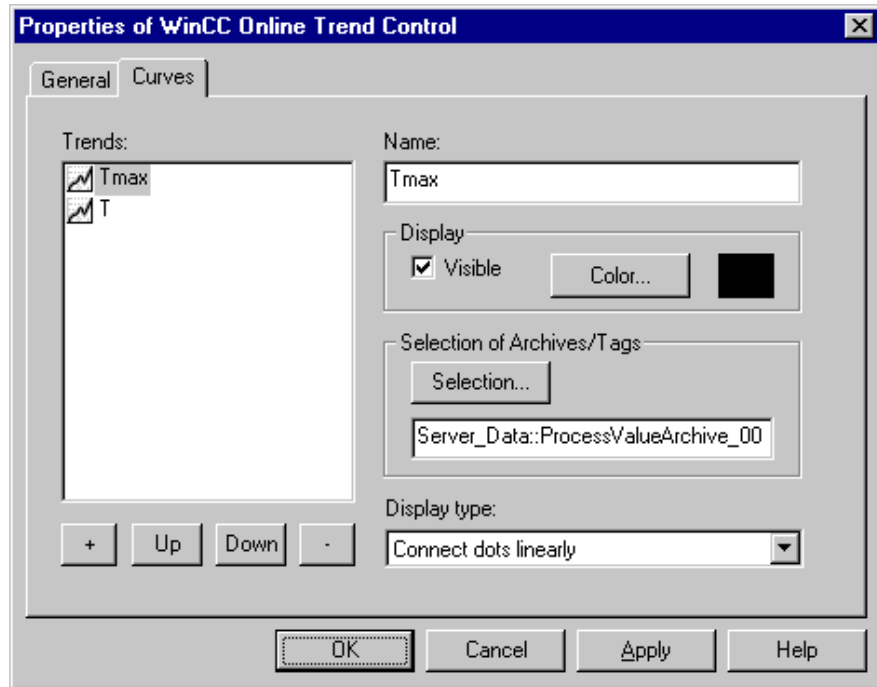 Properties of WinCC Online Trend Control
General
Curves
Trends:
Tmax
T
+
Up
Down
-
Name:
Tmax
Display
Visible
Color...
Selection of Archives/Tags
Selection...
Server_Data::ProcessValueArchive_00
Display type:
Connect dots linearly
OK
Cancel
Apply
Help